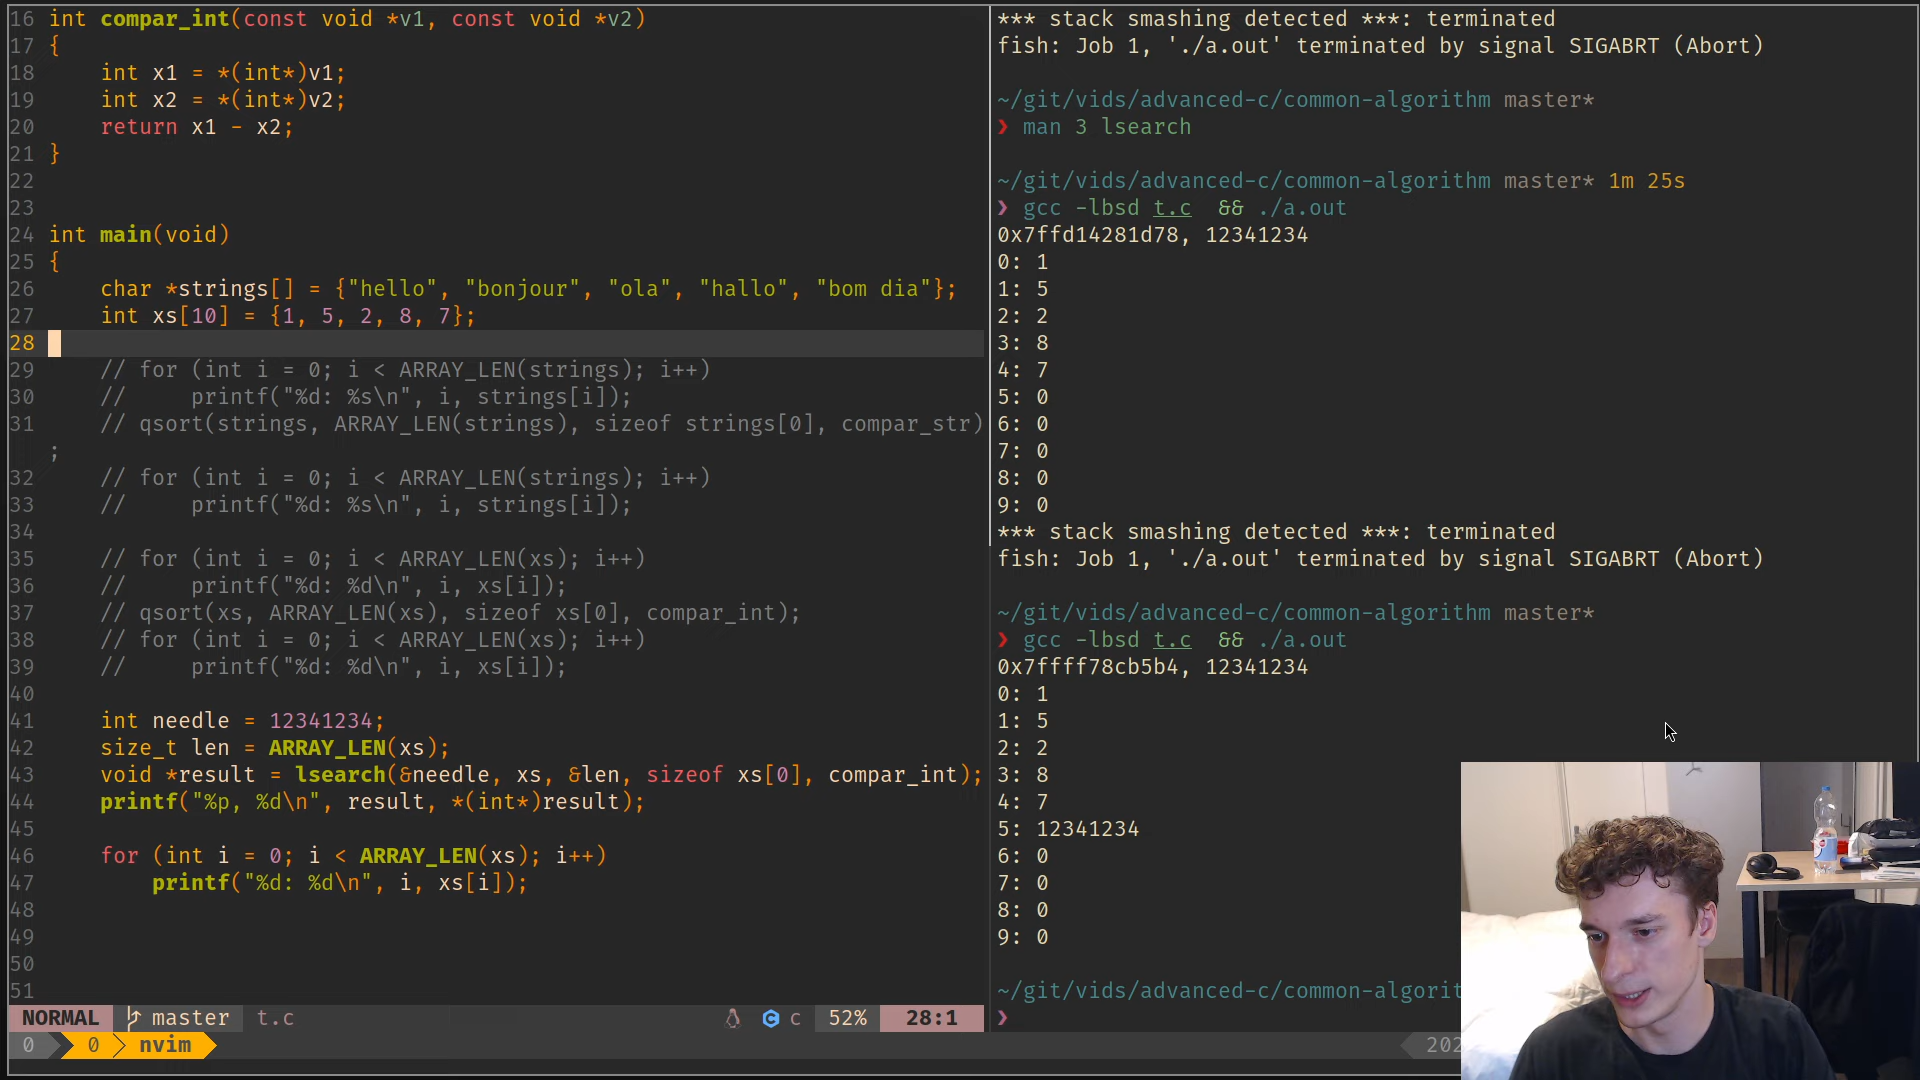 16 int compar_int(const void *v1, const void *v2)
17 {
18     int x1 = *(int*)v1;
19     int x2 = *(int*)v2;
20     return x1 - x2;
21 }
22
23
24 int main(void)
25 {
26     char *strings[] = {"hello", "bonjour", "ola", "hallo", "bom dia"};
27     int xs[10] = {1, 5, 2, 8, 7};
28
29     // for (int i = 0; i < ARRAY_LEN(strings); i++)
30     //     printf("%d: %s\n", i, strings[i]);
31     // qsort(strings, ARRAY_LEN(strings), sizeof strings[0], compar_str)
;
32     // for (int i = 0; i < ARRAY_LEN(strings); i++)
33     //     printf("%d: %s\n", i, strings[i]);
34
35     // for (int i = 0; i < ARRAY_LEN(xs); i++)
36     //     printf("%d: %d\n", i, xs[i]);
37     // qsort(xs, ARRAY_LEN(xs), sizeof xs[0], compar_int);
38     // for (int i = 0; i < ARRAY_LEN(xs); i++)
39     //     printf("%d: %d\n", i, xs[i]);
40
41     int needle = 12341234;
42     size_t len = ARRAY_LEN(xs);
43     void *result = lsearch(&needle, xs, &len, sizeof xs[0], compar_int);
44     printf("%p, %d\n", result, *(int*)result);
45
46     for (int i = 0; i < ARRAY_LEN(xs); i++)
47         printf("%d: %d\n", i, xs[i]);
48
49
50
51
NORMAL master t.c c 52% 28:1
0 0 nvim
*** stack smashing detected ***: terminated
fish: Job 1, './a.out' terminated by signal SIGABRT (Abort)
~/git/vids/advanced-c/common-algorithm master*
❯ man 3 lsearch
~/git/vids/advanced-c/common-algorithm master* 1m 25s
❯ gcc -lbsd t.c  && ./a.out
0x7ffd14281d78, 12341234
0: 1
1: 5
2: 2
3: 8
4: 7
5: 0
6: 0
7: 0
8: 0
9: 0
*** stack smashing detected ***: terminated
fish: Job 1, './a.out' terminated by signal SIGABRT (Abort)
~/git/vids/advanced-c/common-algorithm master*
❯ gcc -lbsd t.c  && ./a.out
0x7ffff78cb5b4, 12341234
0: 1
1: 5
2: 2
3: 8
4: 7
5: 12341234
6: 0
7: 0
8: 0
9: 0
~/git/vids/advanced-c/common-algorit
❯
202